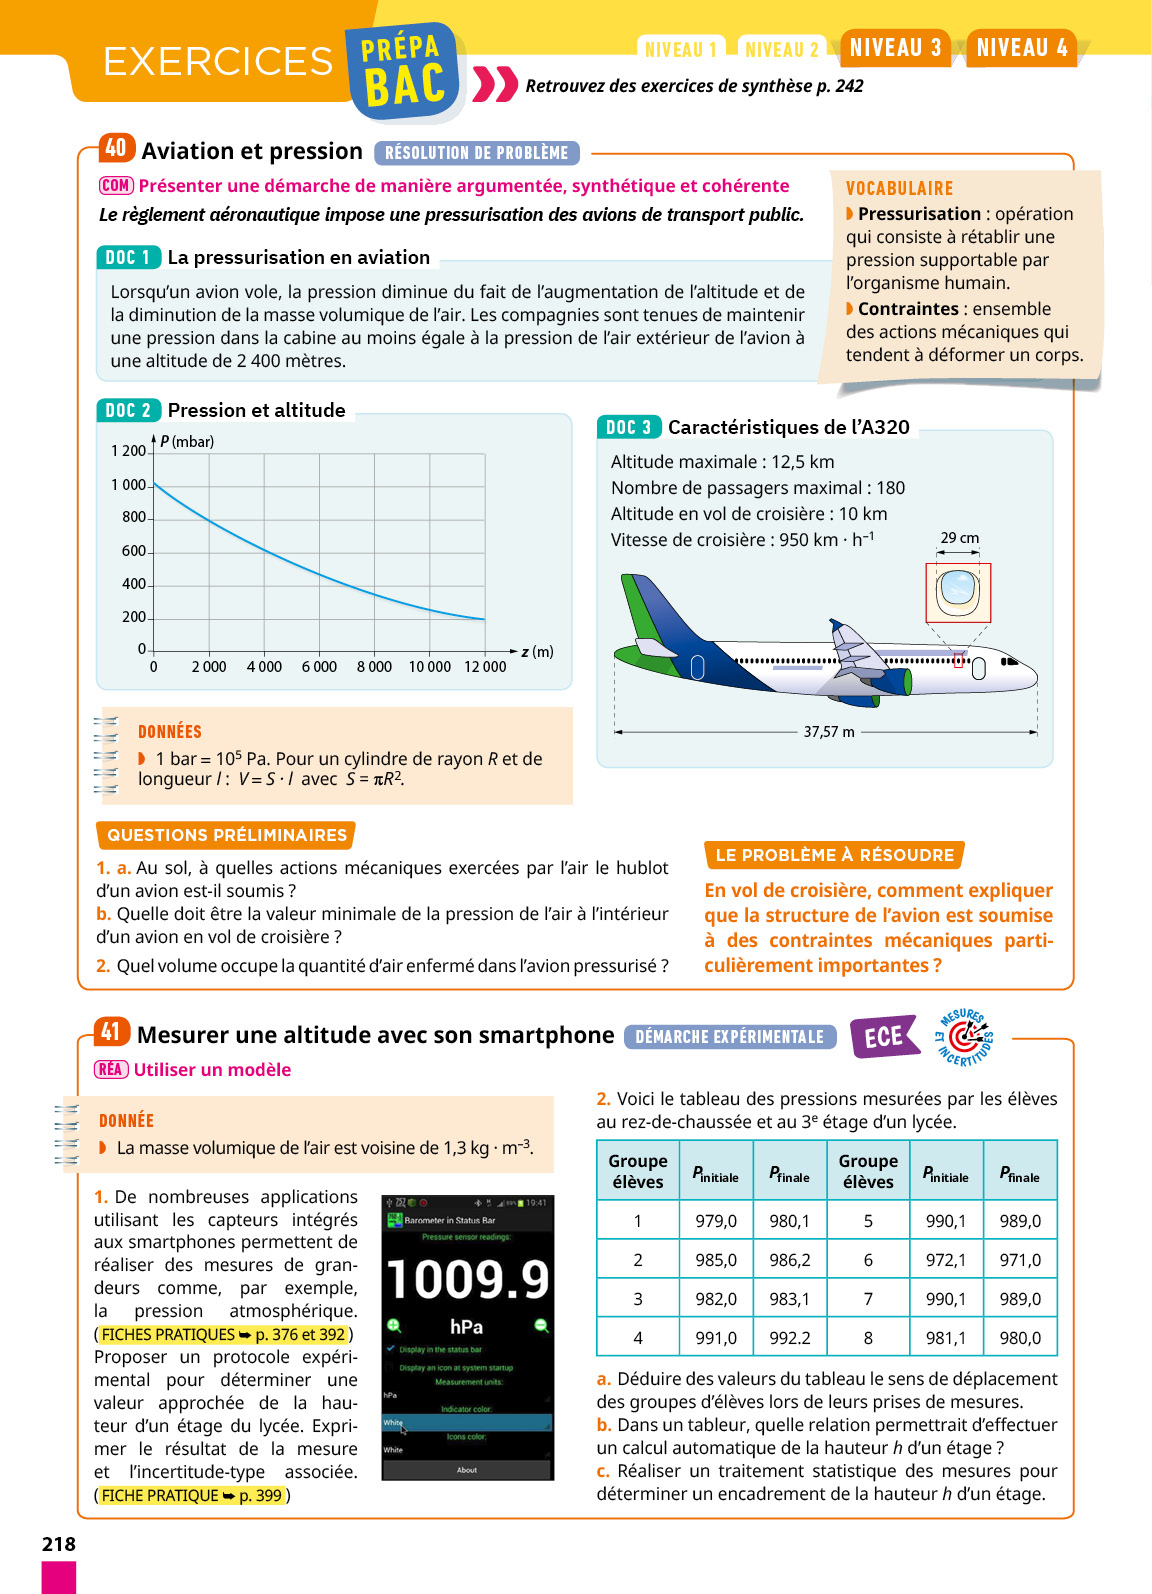 EXERCICES
PRÉPA
BAC
NIVEAU 1 NIVEAU 2 NIVEAU 3 NIVEAU 4
Retrouvez des exercices de synthèse p. 242
40 Aviation et pression RÉSOLUTION DE PROBLÈME
COM Présenter une démarche de manière argumentée, synthétique et cohérente
Le règlement aéronautique impose une pressurisation des avions de transport public.
VOCABULAIRE
Pressurisation : opération
qui consiste à rétablir une
pression supportable par
l'organisme humain.
Contraintes : ensemble
des actions mécaniques qui
tendent à déformer un corps.
DOC 1 La pressurisation en aviation
Lorsqu'un avion vole, la pression diminue du fait de l'augmentation de l'altitude et de
la diminution de la masse volumique de l'air. Les compagnies sont tenues de maintenir
une pression dans la cabine au moins égale à la pression de l'air extérieur de l'avion à
une altitude de 2 400 mètres.
DOC 2 Pression et altitude
P (mbar)
1 200
1 000
800
600
400
200
0
0 2 000 4 000 6 000 8 000 10 000 12 000
z (m)
DOC 3 Caractéristiques de l'A320
Altitude maximale : 12,5 km
Nombre de passagers maximal : 180
Altitude en vol de croisière : 10 km
Vitesse de croisière : 950 km · h⁻¹
29 cm
37,57 m
DONNÉES
1 bar = 10⁵ Pa. Pour un cylindre de rayon R et de
longueur l : V = S · l avec S = πR².
QUESTIONS PRÉLIMINAIRES
1. a. Au sol, à quelles actions mécaniques exercées par l'air le hublot
d'un avion est-il soumis ?
b. Quelle doit être la valeur minimale de la pression de l'air à l'intérieur
d'un avion en vol de croisière ?
2. Quel volume occupe la quantité d'air enfermé dans l'avion pressurisé ?
LE PROBLÈME À RÉSOUDRE
En vol de croisière, comment expliquer
que la structure de l'avion est soumise
à des contraintes mécaniques parti-
culièrement importantes ?
41 Mesurer une altitude avec son smartphone DÉMARCHE EXPÉRIMENTALE ECE
MESURES ET INCERTITUDES
RÉA Utiliser un modèle
DONNÉE
La masse volumique de l'air est voisine de 1,3 kg · m⁻³.
1. De nombreuses applications
utilisant les capteurs intégrés
aux smartphones permettent de
réaliser des mesures de gran-
deurs comme, par exemple,
la pression atmosphérique.
(FICHES PRATIQUES ➥ p. 376 et 392)
Proposer un protocole expéri-
mental pour déterminer une
valeur approchée de la hau-
teur d'un étage du lycée. Expri-
mer le résultat de la mesure
et l'incertitude-type associée.
(FICHE PRATIQUE ➥ p. 399)
19:41
Barometer in Status Bar
Pressure sensor readings:
1009.9
hPa
Display in the status bar
Display an icon at system startup
Measurement units:
hPa
Indicator color:
White
Icons color:
White
About
2. Voici le tableau des pressions mesurées par les élèves
au rez-de-chaussée et au 3ᵉ étage d'un lycée.
Groupe élèves Pinitiale Pfinale Groupe élèves Pinitiale Pfinale
1 979,0 980,1 5 990,1 989,0
2 985,0 986,2 6 972,1 971,0
3 982,0 983,1 7 990,1 989,0
4 991,0 992.2 8 981,1 980,0
a. Déduire des valeurs du tableau le sens de déplacement
des groupes d'élèves lors de leurs prises de mesures.
b. Dans un tableur, quelle relation permettrait d'effectuer
un calcul automatique de la hauteur h d'un étage ?
c. Réaliser un traitement statistique des mesures pour
déterminer un encadrement de la hauteur h d'un étage.
218